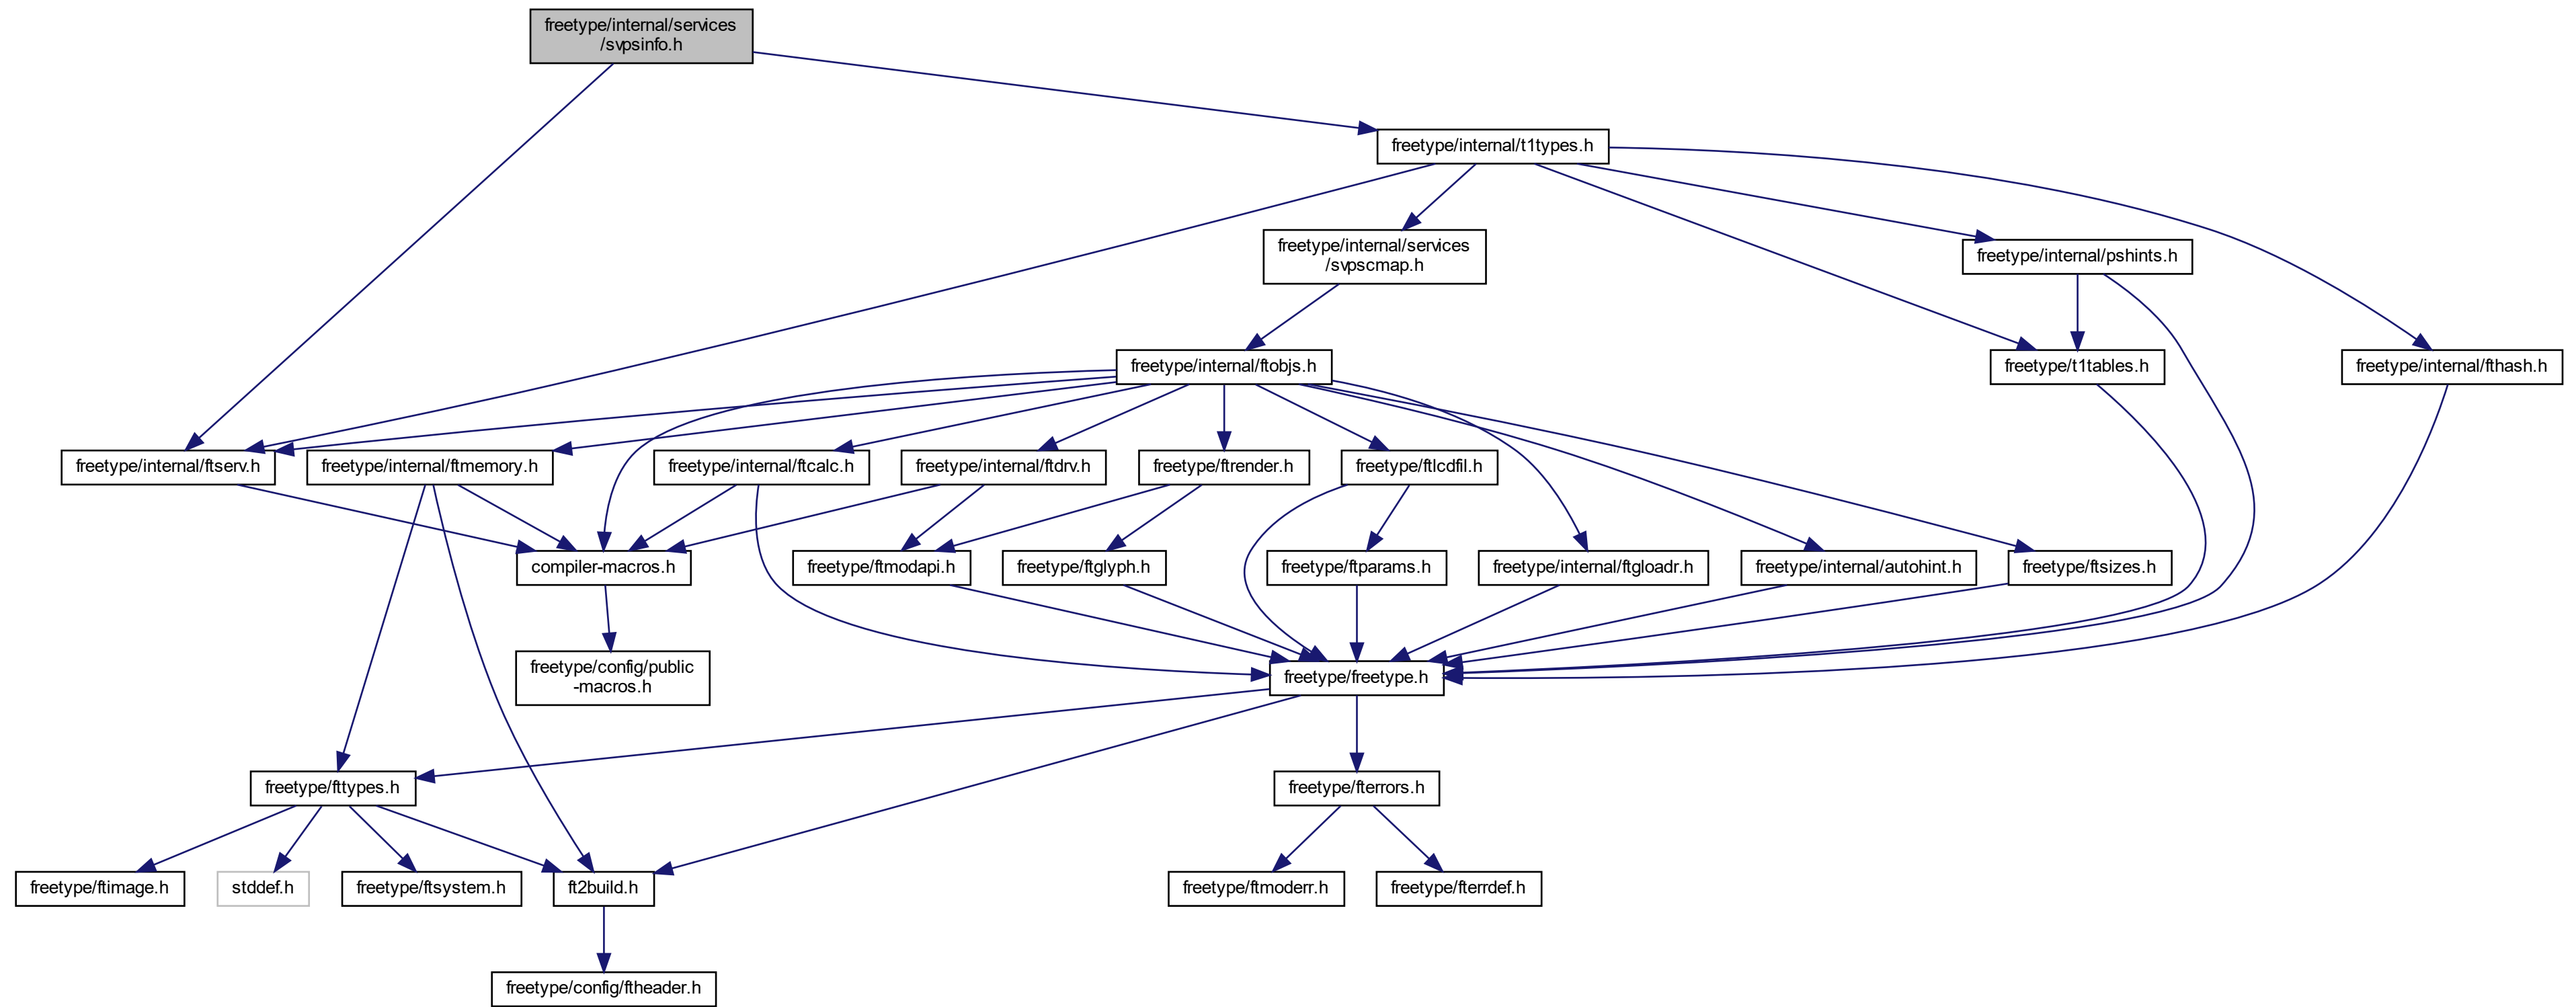 freetype/internal/services
/svpsinfo.h
freetype/internal/t1types.h
freetype/internal/services
/svpscmap.h
freetype/internal/pshints.h
freetype/internal/ftobjs.h
freetype/t1tables.h
freetype/internal/fthash.h
freetype/internal/ftserv.h
freetype/internal/ftmemory.h
freetype/internal/ftcalc.h
freetype/internal/ftdrv.h
freetype/ftrender.h
freetype/ftlcdfil.h
compiler-macros.h
freetype/ftmodapi.h
freetype/ftglyph.h
freetype/ftparams.h
freetype/internal/ftgloadr.h
freetype/internal/autohint.h
freetype/ftsizes.h
freetype/config/public
-macros.h
freetype/freetype.h
freetype/fttypes.h
freetype/fterrors.h
freetype/ftimage.h
stddef.h
freetype/ftsystem.h
ft2build.h
freetype/ftmoderr.h
freetype/fterrdef.h
freetype/config/ftheader.h